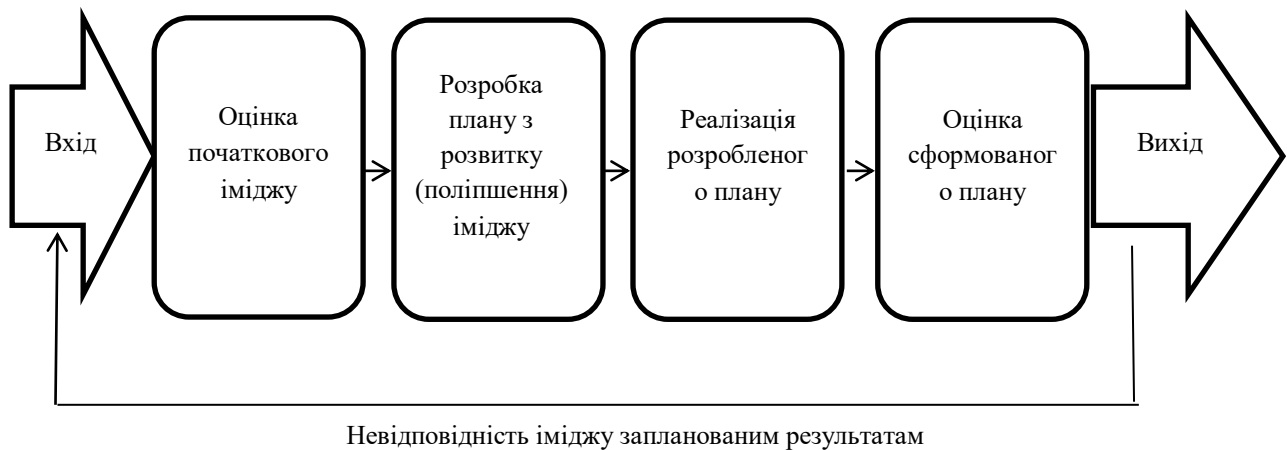 Вхід
Оцінка
початкового
іміджу
Розробка
плану з
розвитку
(поліпшення)
іміджу
Реалізація
розробленог
о плану
Оцінка
сформованог
о плану
Вихід
Невідповідність іміджу запланованим результатам